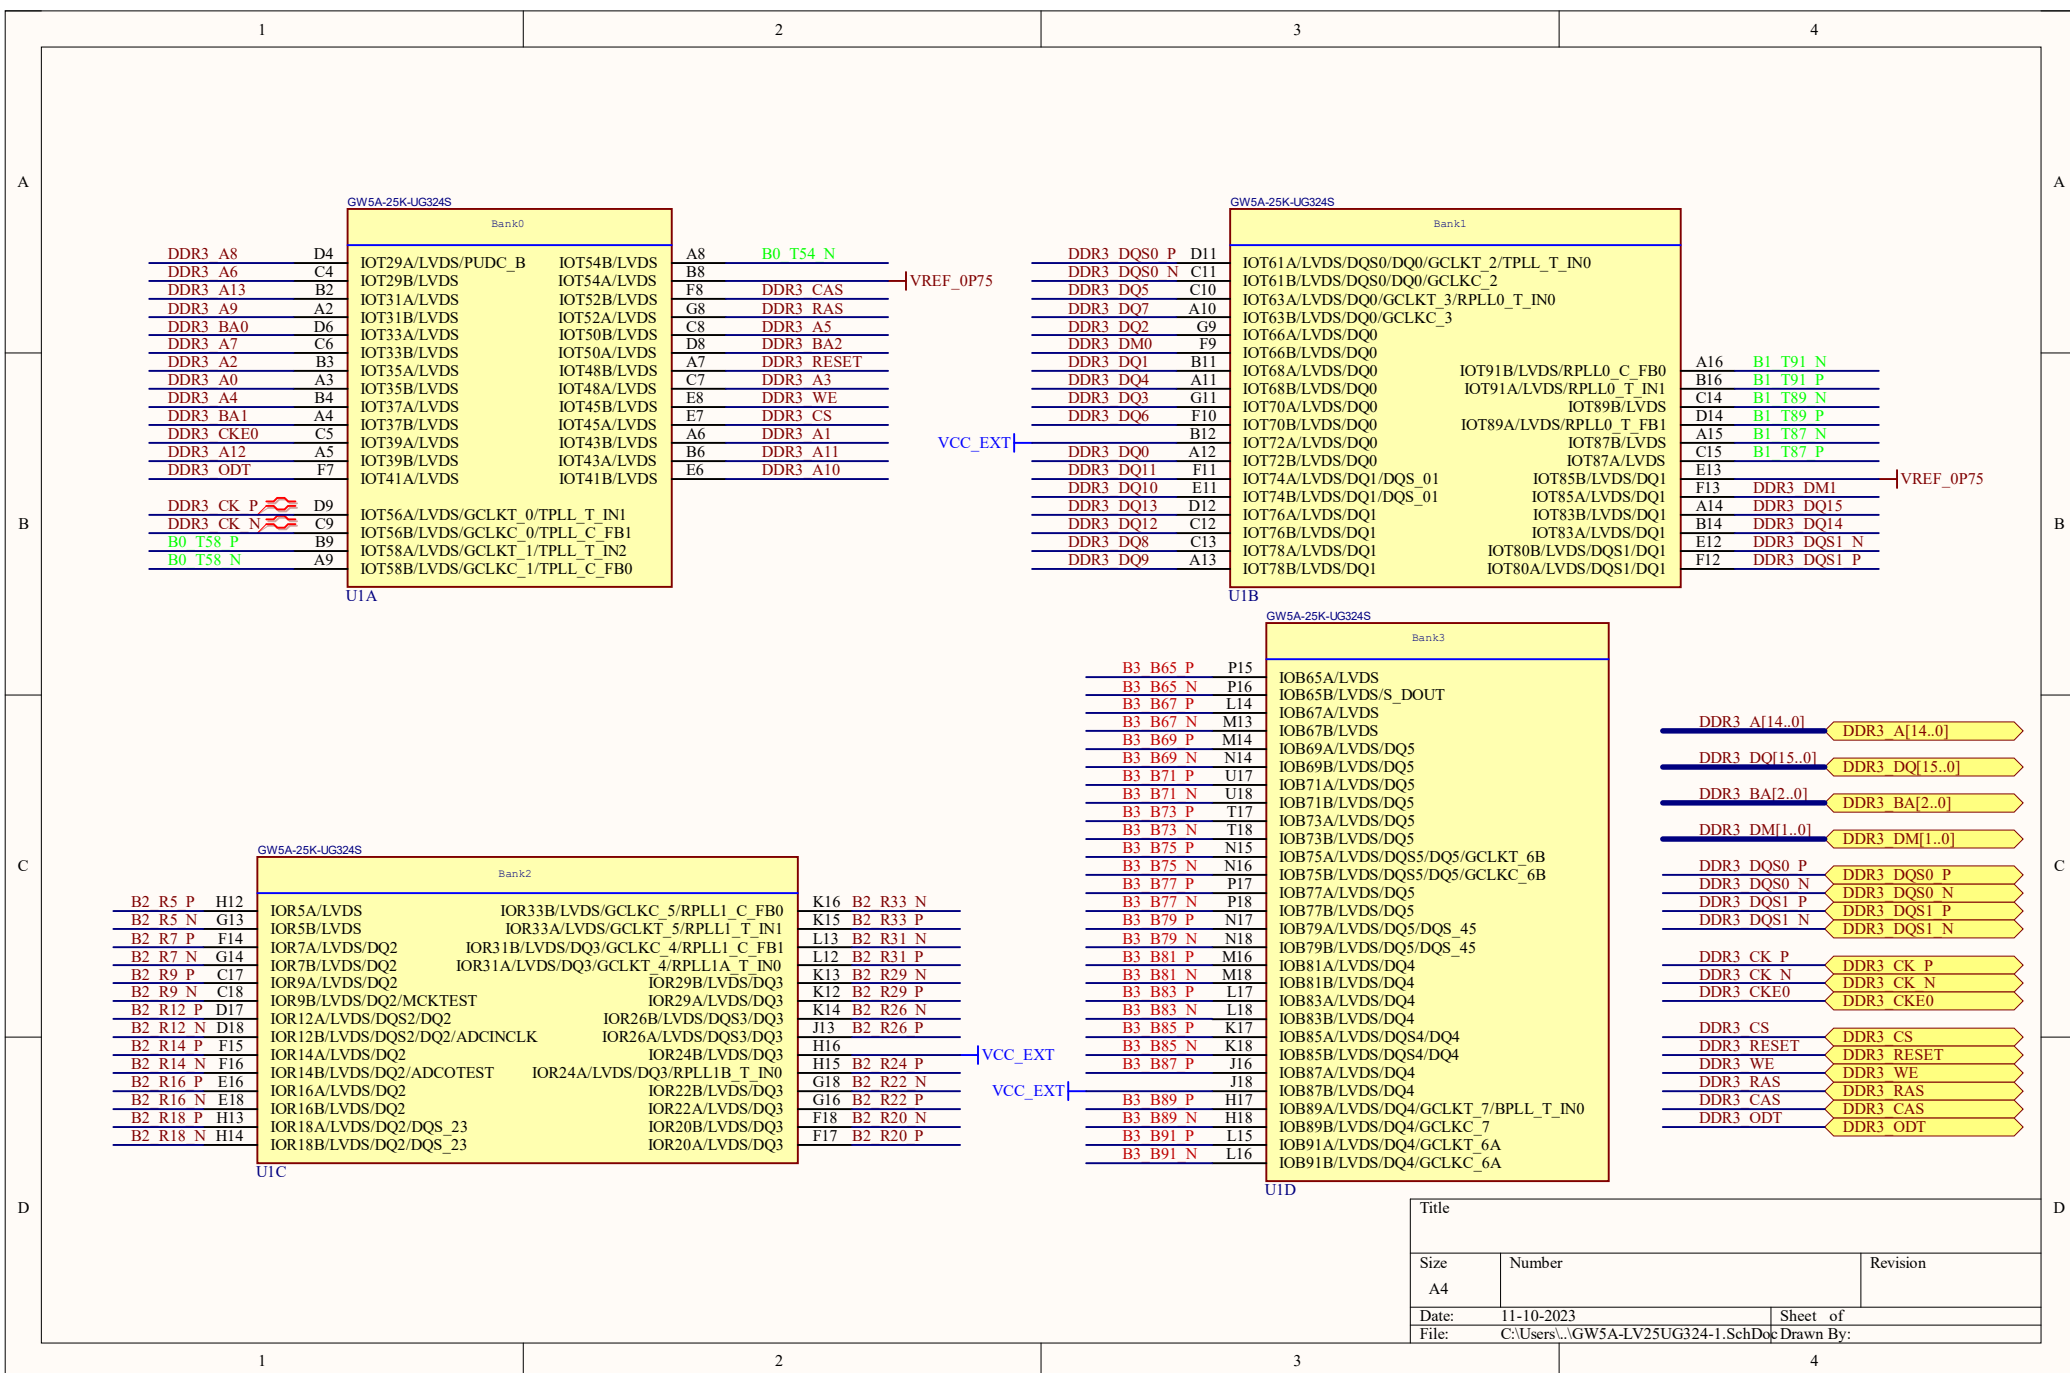 1 2 3 4
A A
B B
C C
D D
1 2 3 4
GW5A-25K-UG324S
Bank0
DDR3_A8 D4 IOT29A/LVDS/PUDC_B IOT54B/LVDS A8 B0_T54_N
DDR3_A6 C4 IOT29B/LVDS IOT54A/LVDS B8 VREF_0P75
DDR3_A13 B2 IOT31A/LVDS IOT52B/LVDS F8 DDR3_CAS
DDR3_A9 A2 IOT31B/LVDS IOT52A/LVDS G8 DDR3_RAS
DDR3_BA0 D6 IOT33A/LVDS IOT50B/LVDS C8 DDR3_A5
DDR3_A7 C6 IOT33B/LVDS IOT50A/LVDS D8 DDR3_BA2
DDR3_A2 B3 IOT35A/LVDS IOT48B/LVDS A7 DDR3_RESET
DDR3_A0 A3 IOT35B/LVDS IOT48A/LVDS C7 DDR3_A3
DDR3_A4 B4 IOT37A/LVDS IOT45B/LVDS E8 DDR3_WE
DDR3_BA1 A4 IOT37B/LVDS IOT45A/LVDS E7 DDR3_CS
DDR3_CKE0 C5 IOT39A/LVDS IOT43B/LVDS A6 DDR3_A1
DDR3_A12 A5 IOT39B/LVDS IOT43A/LVDS B6 DDR3_A11
DDR3_ODT F7 IOT41A/LVDS IOT41B/LVDS E6 DDR3_A10
DDR3_CK_P D9 IOT56A/LVDS/GCLKT_0/TPLL_T_IN1
DDR3_CK_N C9 IOT56B/LVDS/GCLKC_0/TPLL_C_FB1
B0_T58_P B9 IOT58A/LVDS/GCLKT_1/TPLL_T_IN2
B0_T58_N A9 IOT58B/LVDS/GCLKC_1/TPLL_C_FB0
U1A
GW5A-25K-UG324S
Bank1
DDR3_DQS0_P D11 IOT61A/LVDS/DQS0/DQ0/GCLKT_2/TPLL_T_IN0
DDR3_DQS0_N C11 IOT61B/LVDS/DQS0/DQ0/GCLKC_2
DDR3_DQ5 C10 IOT63A/LVDS/DQ0/GCLKT_3/RPLL0_T_IN0
DDR3_DQ7 A10 IOT63B/LVDS/DQ0/GCLKC_3
DDR3_DQ2 G9 IOT66A/LVDS/DQ0
DDR3_DM0 F9 IOT66B/LVDS/DQ0
DDR3_DQ1 B11 IOT68A/LVDS/DQ0 IOT91B/LVDS/RPLL0_C_FB0 A16 B1_T91_N
DDR3_DQ4 A11 IOT68B/LVDS/DQ0 IOT91A/LVDS/RPLL0_T_IN1 B16 B1_T91_P
DDR3_DQ3 G11 IOT70A/LVDS/DQ0 IOT89B/LVDS C14 B1_T89_N
DDR3_DQ6 F10 IOT70B/LVDS/DQ0 IOT89A/LVDS/RPLL0_T_FB1 D14 B1_T89_P
VCC_EXT B12 IOT72A/LVDS/DQ0 IOT87B/LVDS A15 B1_T87_N
DDR3_DQ0 A12 IOT72B/LVDS/DQ0 IOT87A/LVDS C15 B1_T87_P
DDR3_DQ11 F11 IOT74A/LVDS/DQ1/DQS_01 IOT85B/LVDS/DQ1 E13 VREF_0P75
DDR3_DQ10 E11 IOT74B/LVDS/DQ1/DQS_01 IOT85A/LVDS/DQ1 F13 DDR3_DM1
DDR3_DQ13 D12 IOT76A/LVDS/DQ1 IOT83B/LVDS/DQ1 A14 DDR3_DQ15
DDR3_DQ12 C12 IOT76B/LVDS/DQ1 IOT83A/LVDS/DQ1 B14 DDR3_DQ14
DDR3_DQ8 C13 IOT78A/LVDS/DQ1 IOT80B/LVDS/DQS1/DQ1 E12 DDR3_DQS1_N
DDR3_DQ9 A13 IOT78B/LVDS/DQ1 IOT80A/LVDS/DQS1/DQ1 F12 DDR3_DQS1_P
U1B
GW5A-25K-UG324S
Bank2
B2_R5_P H12 IOR5A/LVDS IOR33B/LVDS/GCLKC_5/RPLL1_C_FB0 K16 B2_R33_N
B2_R5_N G13 IOR5B/LVDS IOR33A/LVDS/GCLKT_5/RPLL1_T_IN1 K15 B2_R33_P
B2_R7_P F14 IOR7A/LVDS/DQ2 IOR31B/LVDS/DQ3/GCLKC_4/RPLL1_C_FB1 L13 B2_R31_N
B2_R7_N G14 IOR7B/LVDS/DQ2 IOR31A/LVDS/DQ3/GCLKT_4/RPLL1A_T_IN0 L12 B2_R31_P
B2_R9_P C17 IOR9A/LVDS/DQ2 IOR29B/LVDS/DQ3 K13 B2_R29_N
B2_R9_N C18 IOR9B/LVDS/DQ2/MCKTEST IOR29A/LVDS/DQ3 K12 B2_R29_P
B2_R12_P D17 IOR12A/LVDS/DQS2/DQ2 IOR26B/LVDS/DQS3/DQ3 K14 B2_R26_N
B2_R12_N D18 IOR12B/LVDS/DQS2/DQ2/ADCINCLK IOR26A/LVDS/DQS3/DQ3 J13 B2_R26_P
B2_R14_P F15 IOR14A/LVDS/DQ2 IOR24B/LVDS/DQ3 H16 VCC_EXT
B2_R14_N F16 IOR14B/LVDS/DQ2/ADCOTEST IOR24A/LVDS/DQ3/RPLL1B_T_IN0 H15 B2_R24_P
B2_R16_P E16 IOR16A/LVDS/DQ2 IOR22B/LVDS/DQ3 G18 B2_R22_N
B2_R16_N E18 IOR16B/LVDS/DQ2 IOR22A/LVDS/DQ3 G16 B2_R22_P
B2_R18_P H13 IOR18A/LVDS/DQ2/DQS_23 IOR20B/LVDS/DQ3 F18 B2_R20_N
B2_R18_N H14 IOR18B/LVDS/DQ2/DQS_23 IOR20A/LVDS/DQ3 F17 B2_R20_P
U1C
GW5A-25K-UG324S
Bank3
B3_B65_P P15 IOB65A/LVDS
B3_B65_N P16 IOB65B/LVDS/S_DOUT
B3_B67_P L14 IOB67A/LVDS
B3_B67_N M13 IOB67B/LVDS
B3_B69_P M14 IOB69A/LVDS/DQ5
B3_B69_N N14 IOB69B/LVDS/DQ5
B3_B71_P U17 IOB71A/LVDS/DQ5
B3_B71_N U18 IOB71B/LVDS/DQ5
B3_B73_P T17 IOB73A/LVDS/DQ5
B3_B73_N T18 IOB73B/LVDS/DQ5
B3_B75_P N15 IOB75A/LVDS/DQS5/DQ5/GCLKT_6B
B3_B75_N N16 IOB75B/LVDS/DQS5/DQ5/GCLKC_6B
B3_B77_P P17 IOB77A/LVDS/DQ5
B3_B77_N P18 IOB77B/LVDS/DQ5
B3_B79_P N17 IOB79A/LVDS/DQ5/DQS_45
B3_B79_N N18 IOB79B/LVDS/DQ5/DQS_45
B3_B81_P M16 IOB81A/LVDS/DQ4
B3_B81_N M18 IOB81B/LVDS/DQ4
B3_B83_P L17 IOB83A/LVDS/DQ4
B3_B83_N L18 IOB83B/LVDS/DQ4
B3_B85_P K17 IOB85A/LVDS/DQS4/DQ4
B3_B85_N K18 IOB85B/LVDS/DQS4/DQ4
B3_B87_P J16 IOB87A/LVDS/DQ4
VCC_EXT J18 IOB87B/LVDS/DQ4
B3_B89_P H17 IOB89A/LVDS/DQ4/GCLKT_7/BPLL_T_IN0
B3_B89_N H18 IOB89B/LVDS/DQ4/GCLKC_7
B3_B91_P L15 IOB91A/LVDS/DQ4/GCLKT_6A
B3_B91_N L16 IOB91B/LVDS/DQ4/GCLKC_6A
U1D
DDR3_A[14..0] DDR3_A[14..0]
DDR3_DQ[15..0] DDR3_DQ[15..0]
DDR3_BA[2..0] DDR3_BA[2..0]
DDR3_DM[1..0] DDR3_DM[1..0]
DDR3_DQS0_P DDR3_DQS0_P
DDR3_DQS0_N DDR3_DQS0_N
DDR3_DQS1_P DDR3_DQS1_P
DDR3_DQS1_N DDR3_DQS1_N
DDR3_CK_P DDR3_CK_P
DDR3_CK_N DDR3_CK_N
DDR3_CKE0 DDR3_CKE0
DDR3_CS DDR3_CS
DDR3_RESET DDR3_RESET
DDR3_WE DDR3_WE
DDR3_RAS DDR3_RAS
DDR3_CAS DDR3_CAS
DDR3_ODT DDR3_ODT
Title
Size Number Revision
A4
Date: 11-10-2023 Sheet of
File: C:\Users\..\GW5A-LV25UG324-1.SchDoc Drawn By: